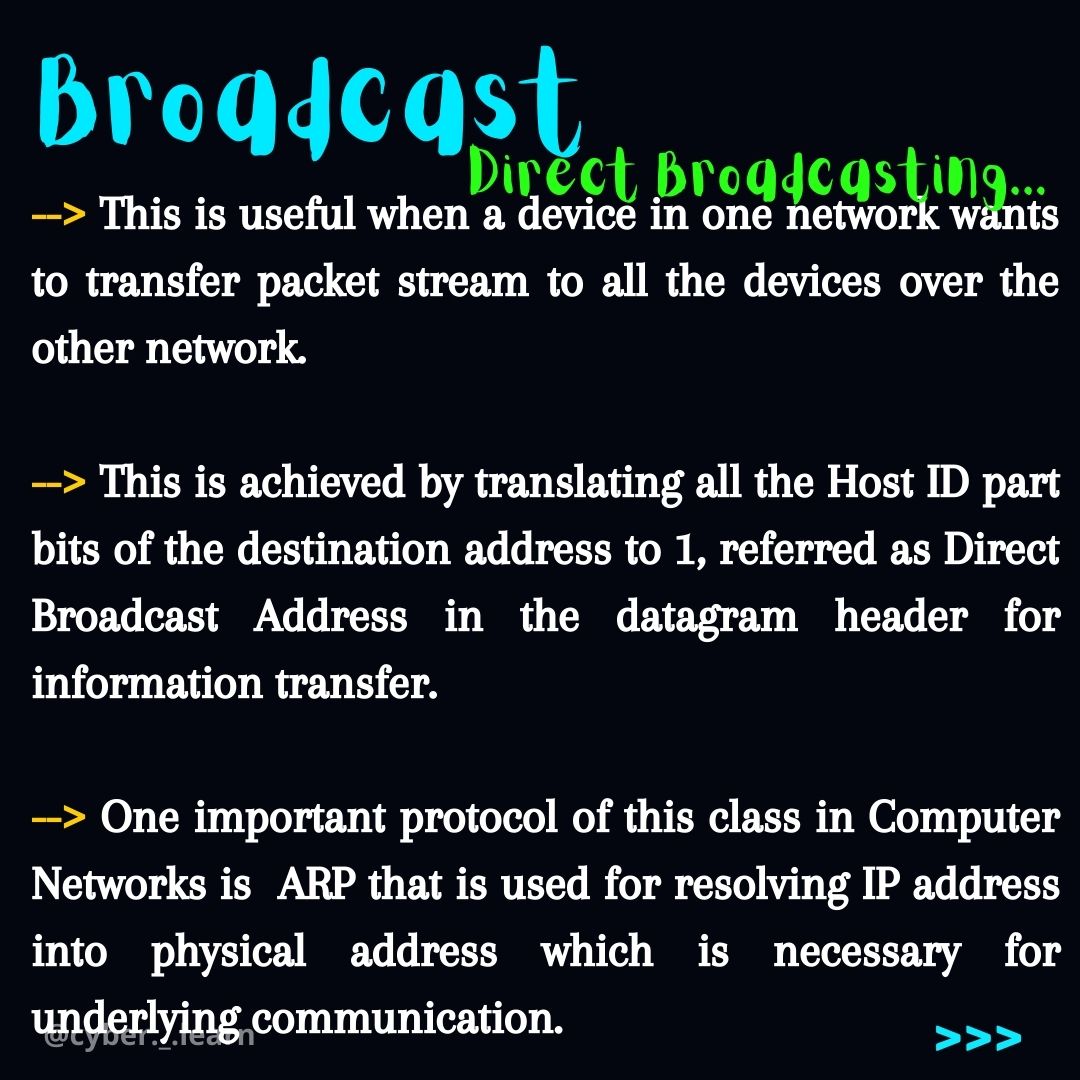 Broadcast
Direct Broadcasting...
--> This is useful when a device in one network wants
to transfer packet stream to all the devices over the
other network.
--> This is achieved by translating all the Host ID part
bits of the destination address to 1, referred as Direct
Broadcast Address in the datagram header for
information transfer.
--> One important protocol of this class in Computer
Networks is  ARP that is used for resolving IP address
into physical address which is necessary for
underlying communication.
@cyber._.learn
>>>